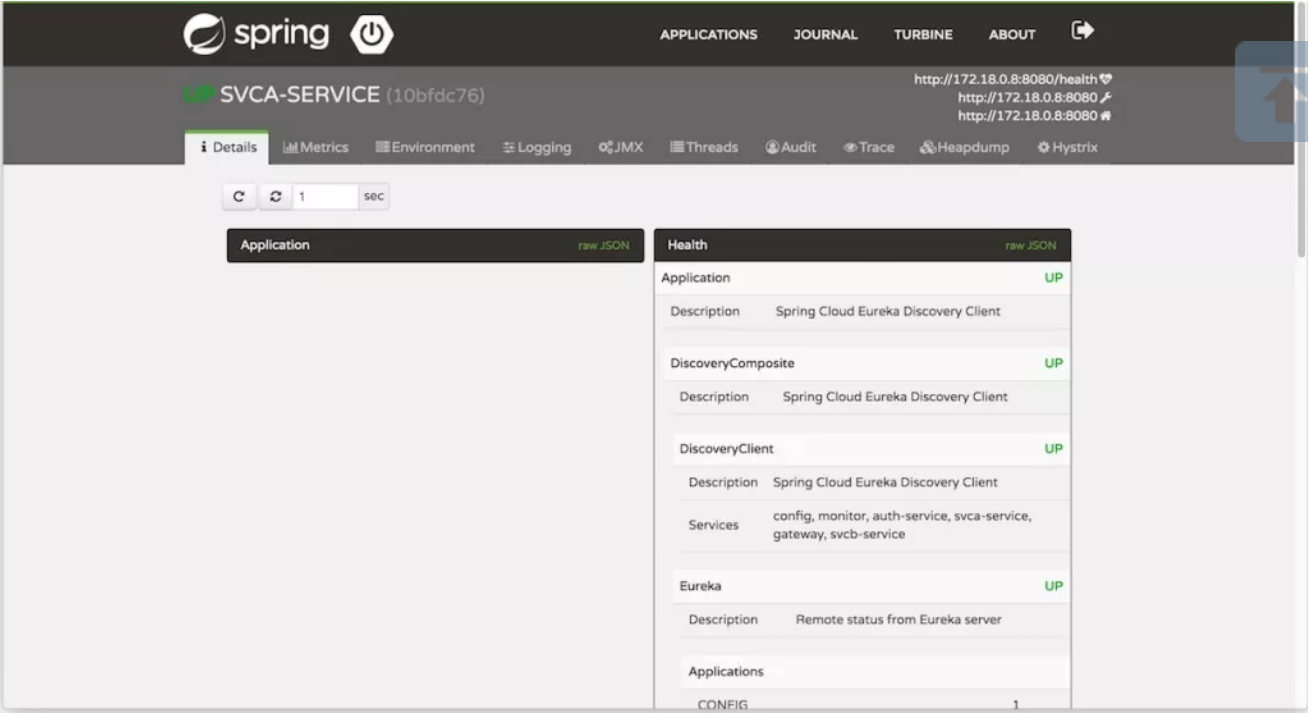 spring
APPLICATIONS JOURNAL TURBINE ABOUT
UP SVCA-SERVICE (10bfdc76)
http://172.18.0.8:8080/health
http://172.18.0.8:8080
http://172.18.0.8:8080
Details Metrics Environment Logging JMX Threads Audit Trace Heapdump Hystrix
1 sec
Application raw JSON
Health raw JSON
Application UP
Description Spring Cloud Eureka Discovery Client
DiscoveryComposite UP
Description Spring Cloud Eureka Discovery Client
DiscoveryClient UP
Description Spring Cloud Eureka Discovery Client
Services config, monitor, auth-service, svca-service,
gateway, svcb-service
Eureka UP
Description Remote status from Eureka server
Applications
CONFIG 1